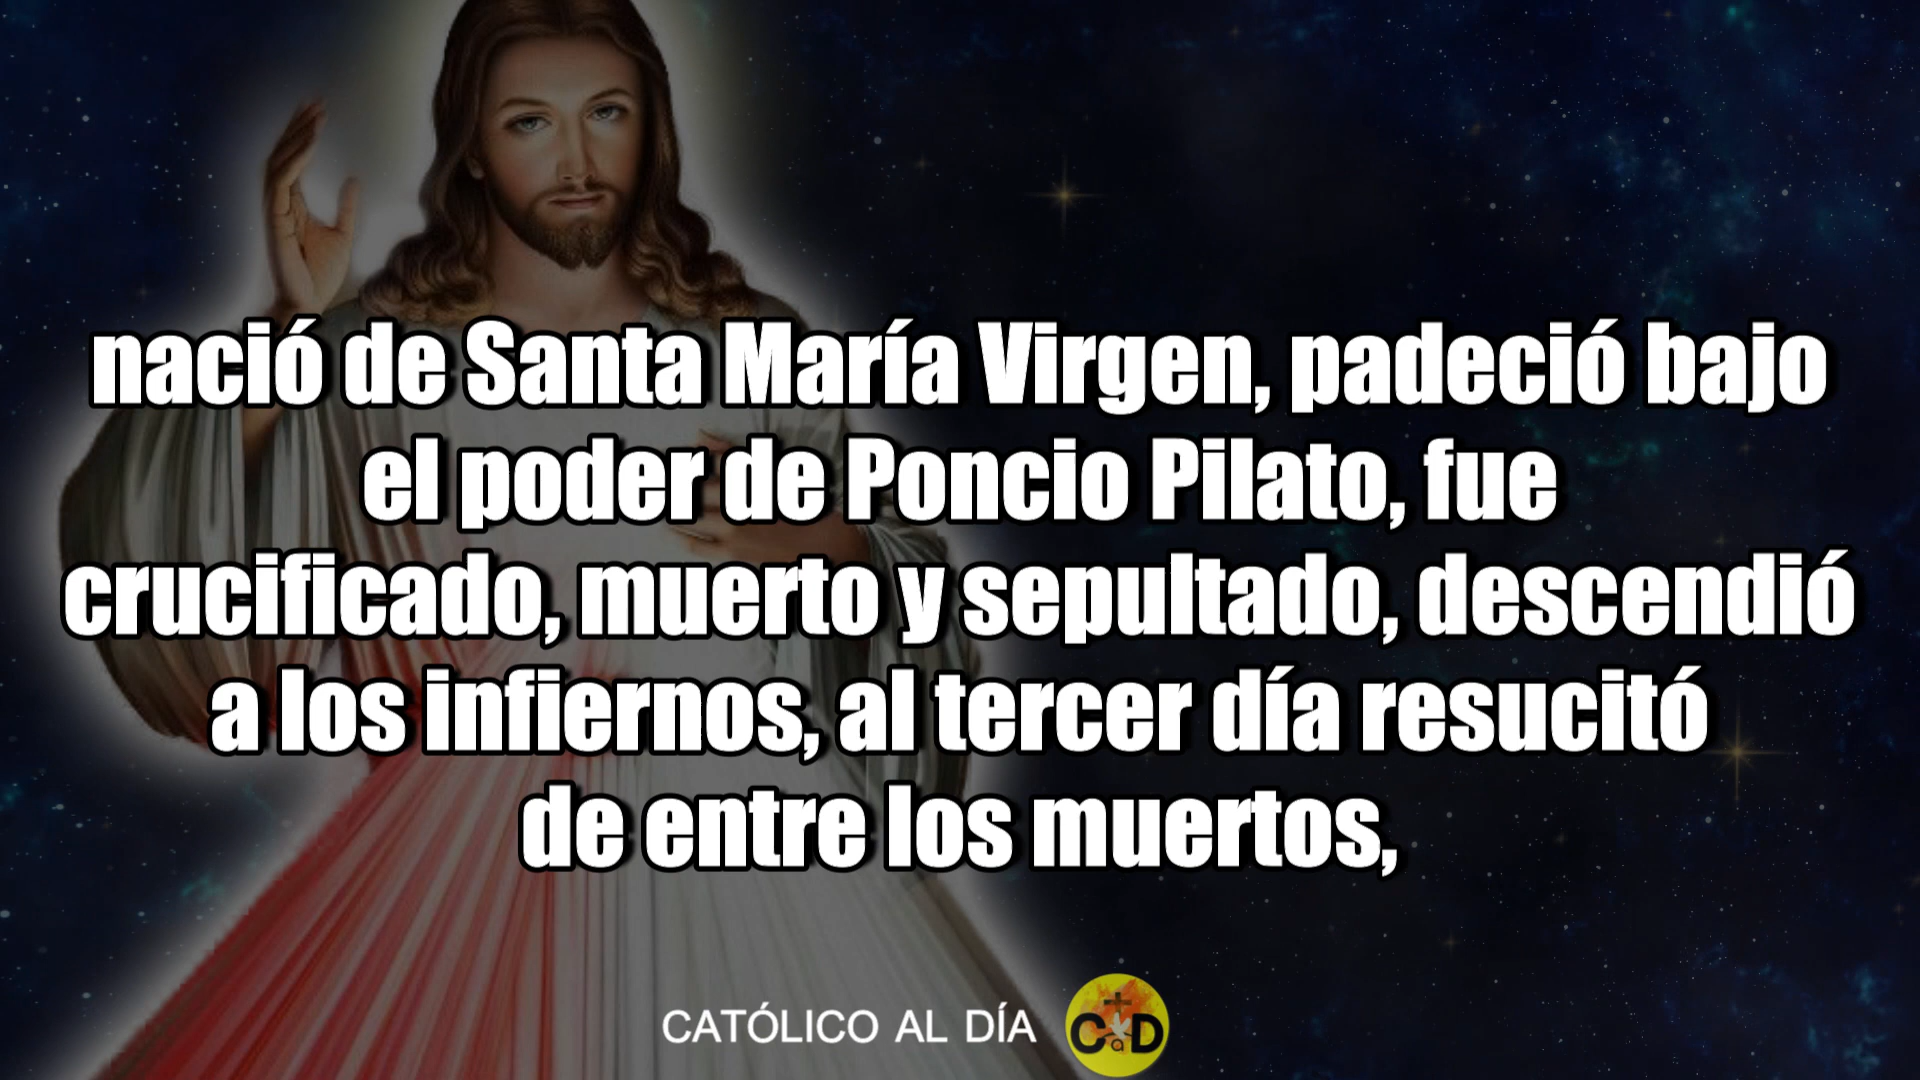 nació de Santa María Virgen, padeció bajo
el poder de Poncio Pilato, fue
crucificado, muerto y sepultado, descendió
a los infiernos, al tercer día resucitó
de entre los muertos,
CATÓLICO AL DÍA
CaD